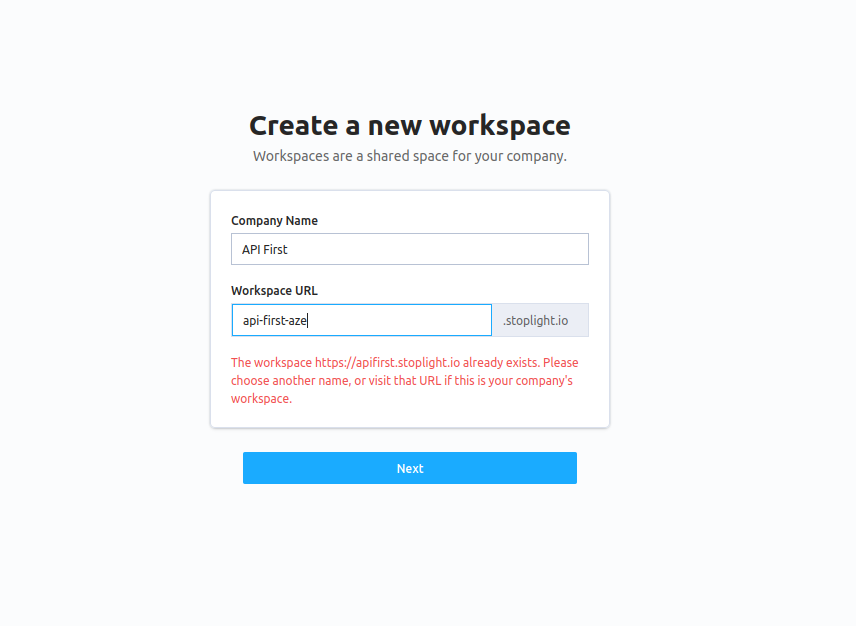 Create a new workspace
Workspaces are a shared space for your company.
Company Name
API First
Workspace URL
api-first-aze .stoplight.io
The workspace https://apifirst.stoplight.io already exists. Please
choose another name, or visit that URL if this is your company's
workspace.
Next